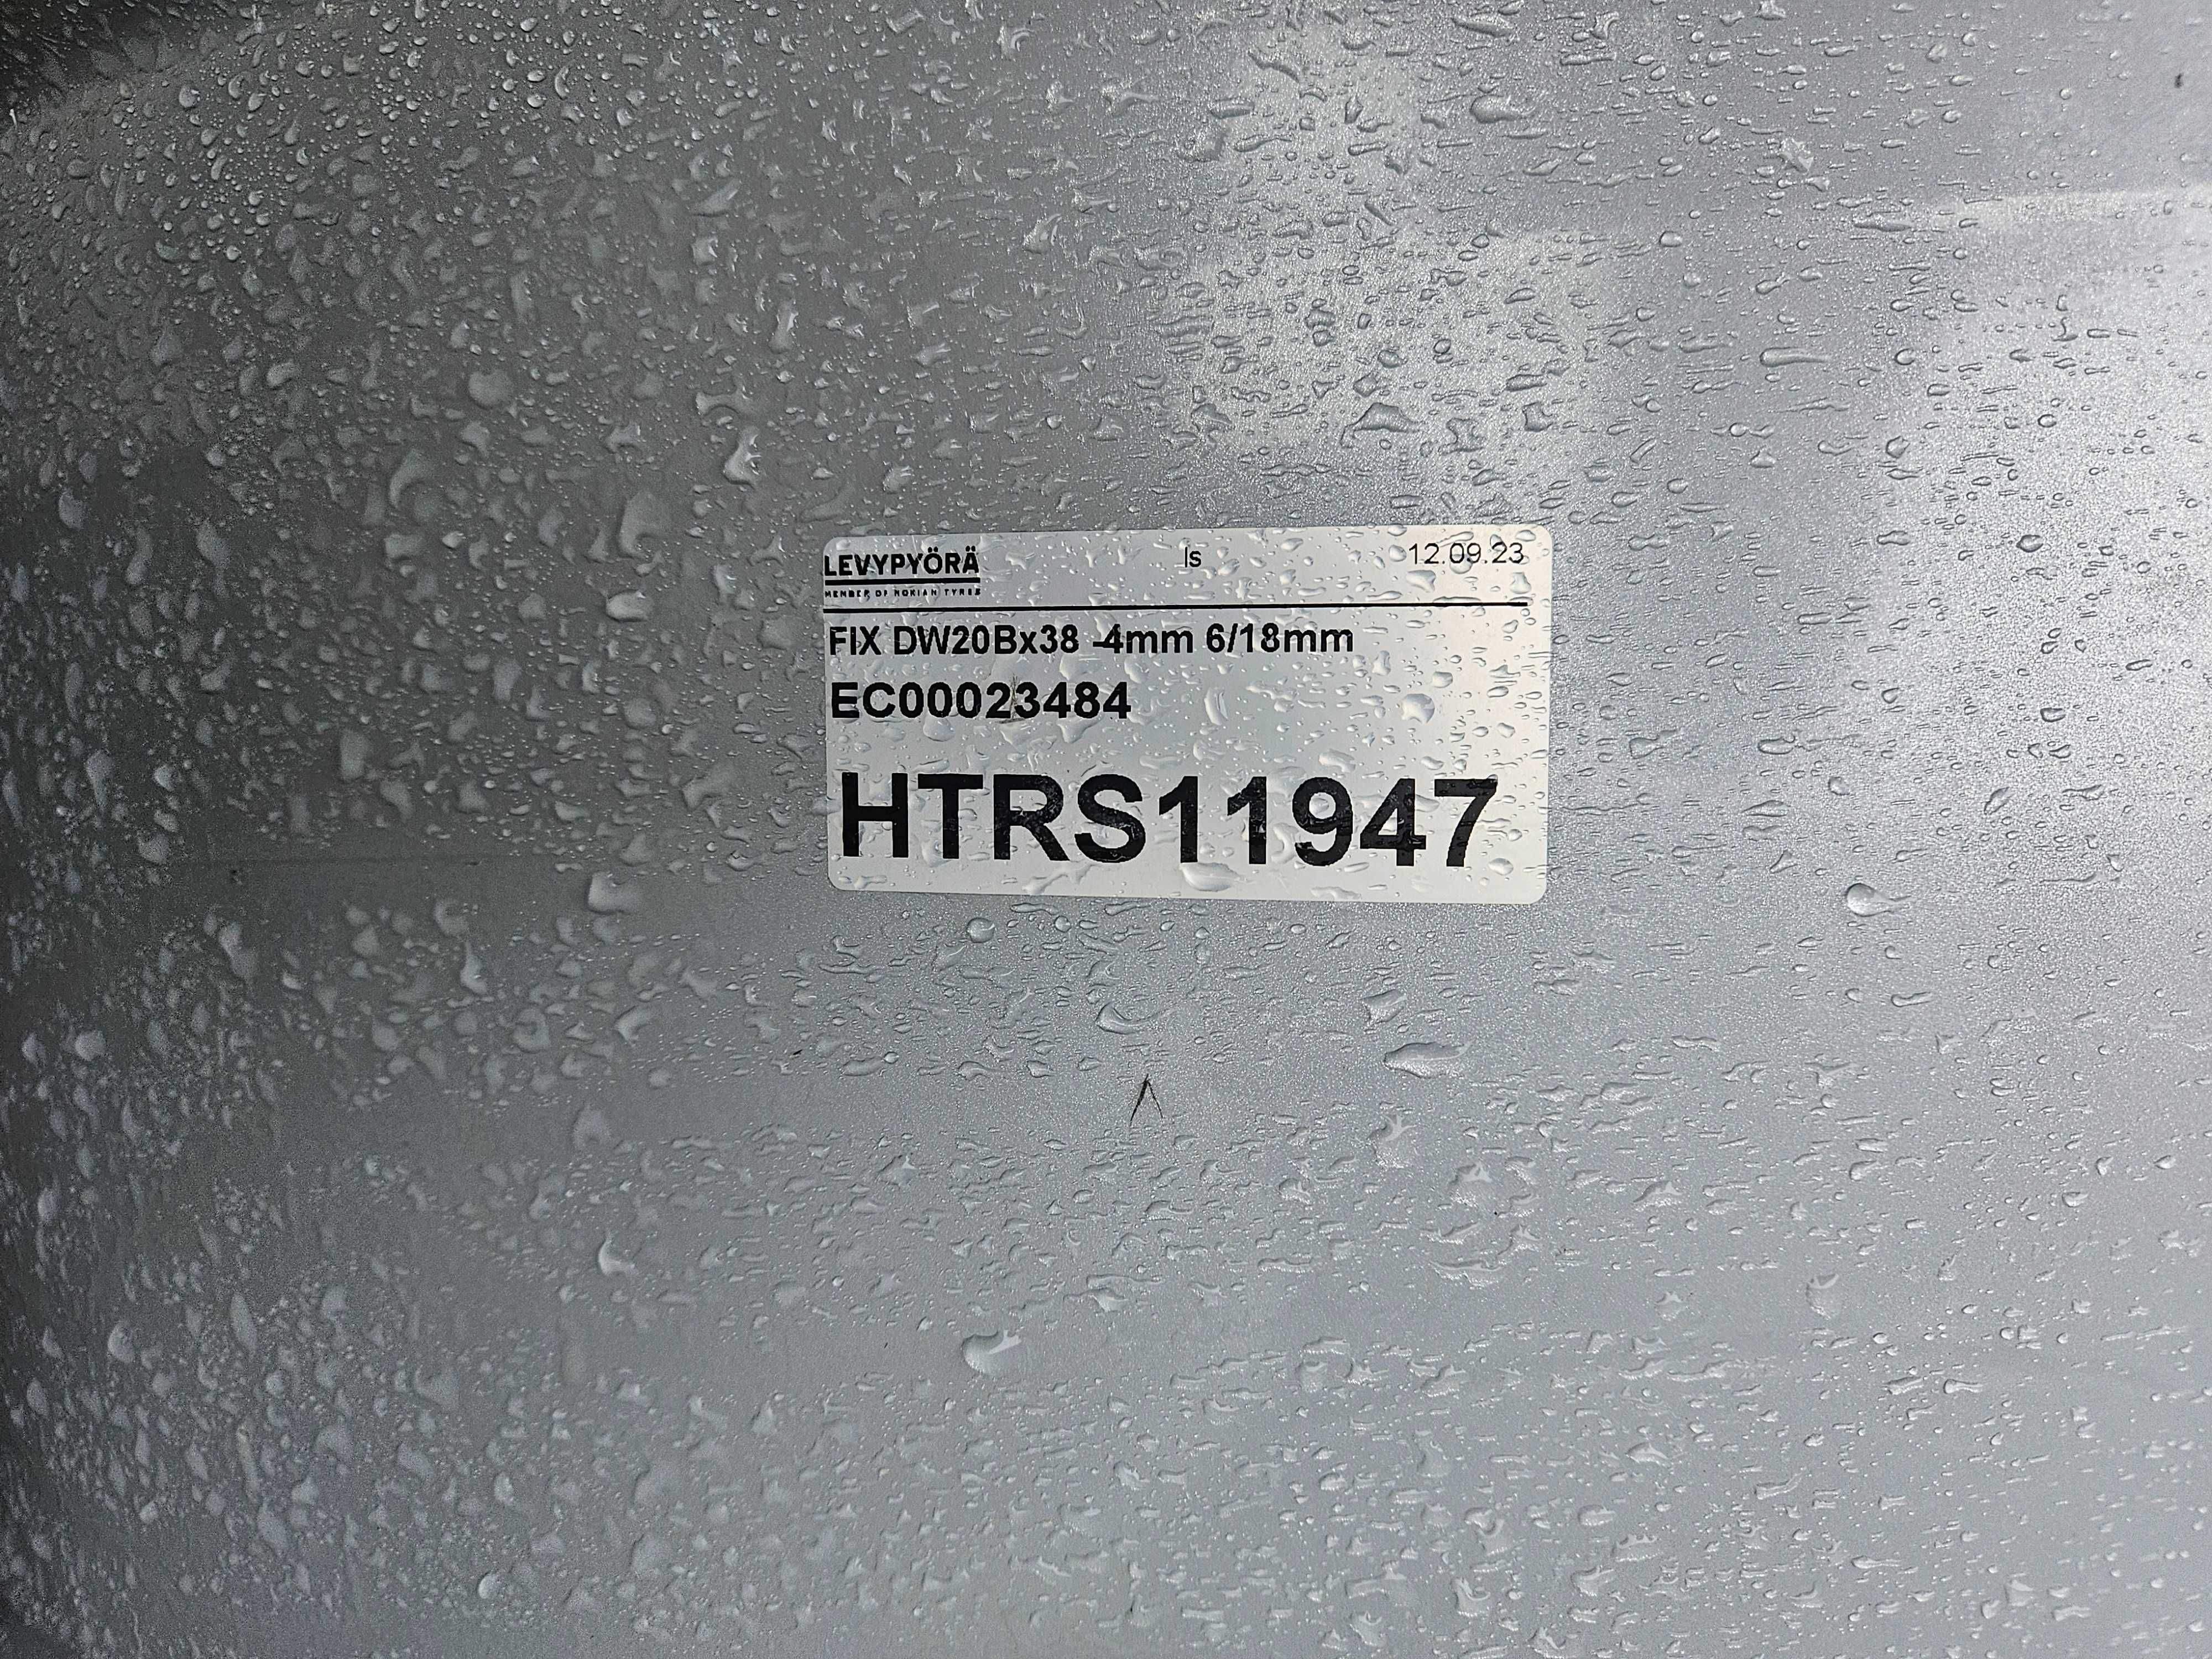 LEVYPYÖRÄ ls 12.09.23
MEMBER OF NOKIAN TYRES
FIX DW20Bx38 -4mm 6/18mm
EC00023484
HTRS11947